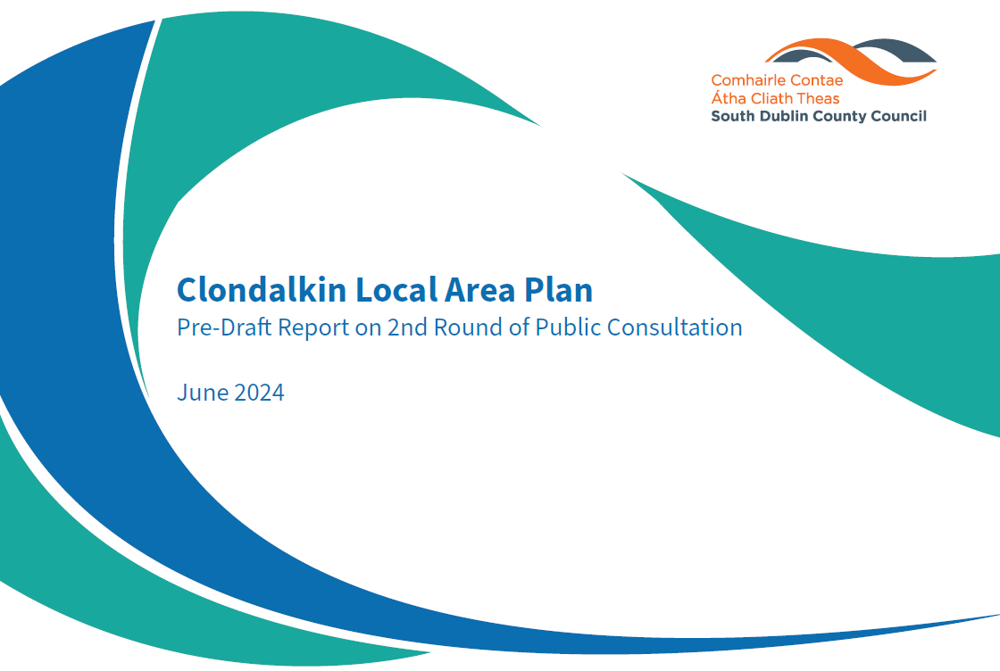 Comhairle Contae
Átha Cliath Theas
South Dublin County Council
Clondalkin Local Area Plan
Pre-Draft Report on 2nd Round of Public Consultation
June 2024